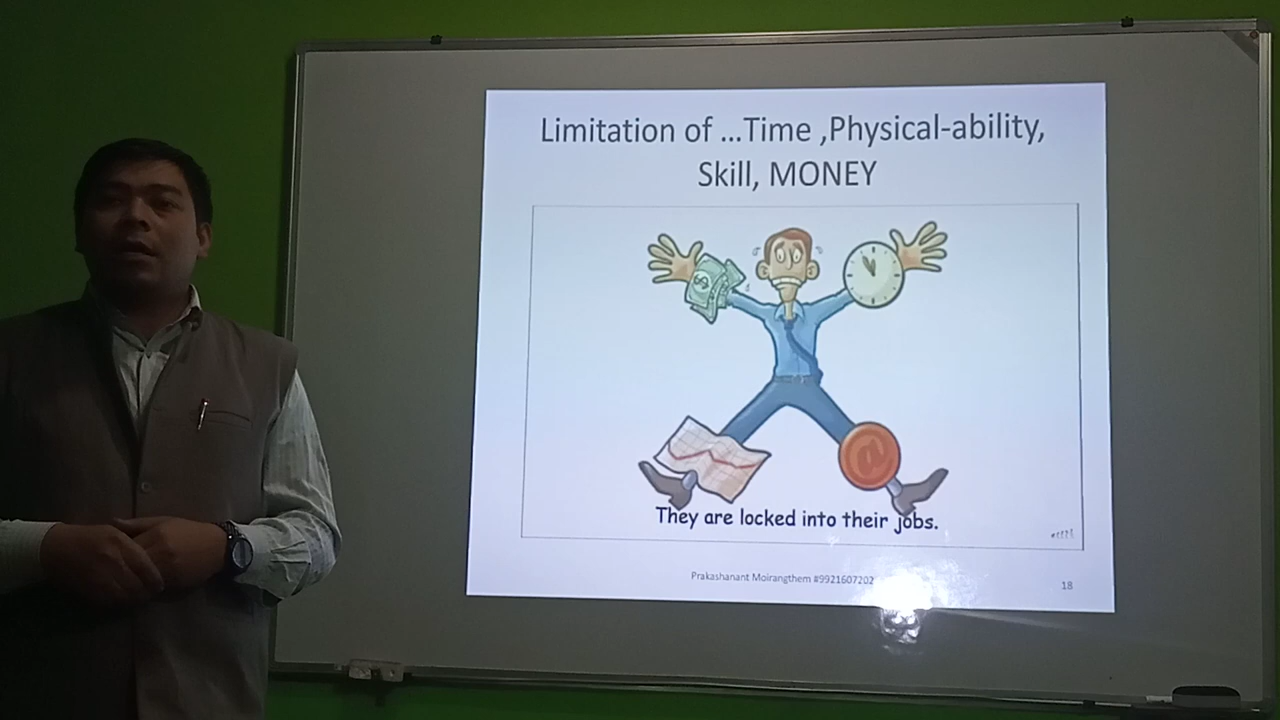 Limitation of ...Time ,Physical-ability,
Skill, MONEY
$
@
They are locked into their jobs.
Prakashanant Moirangthem #9921607202
18